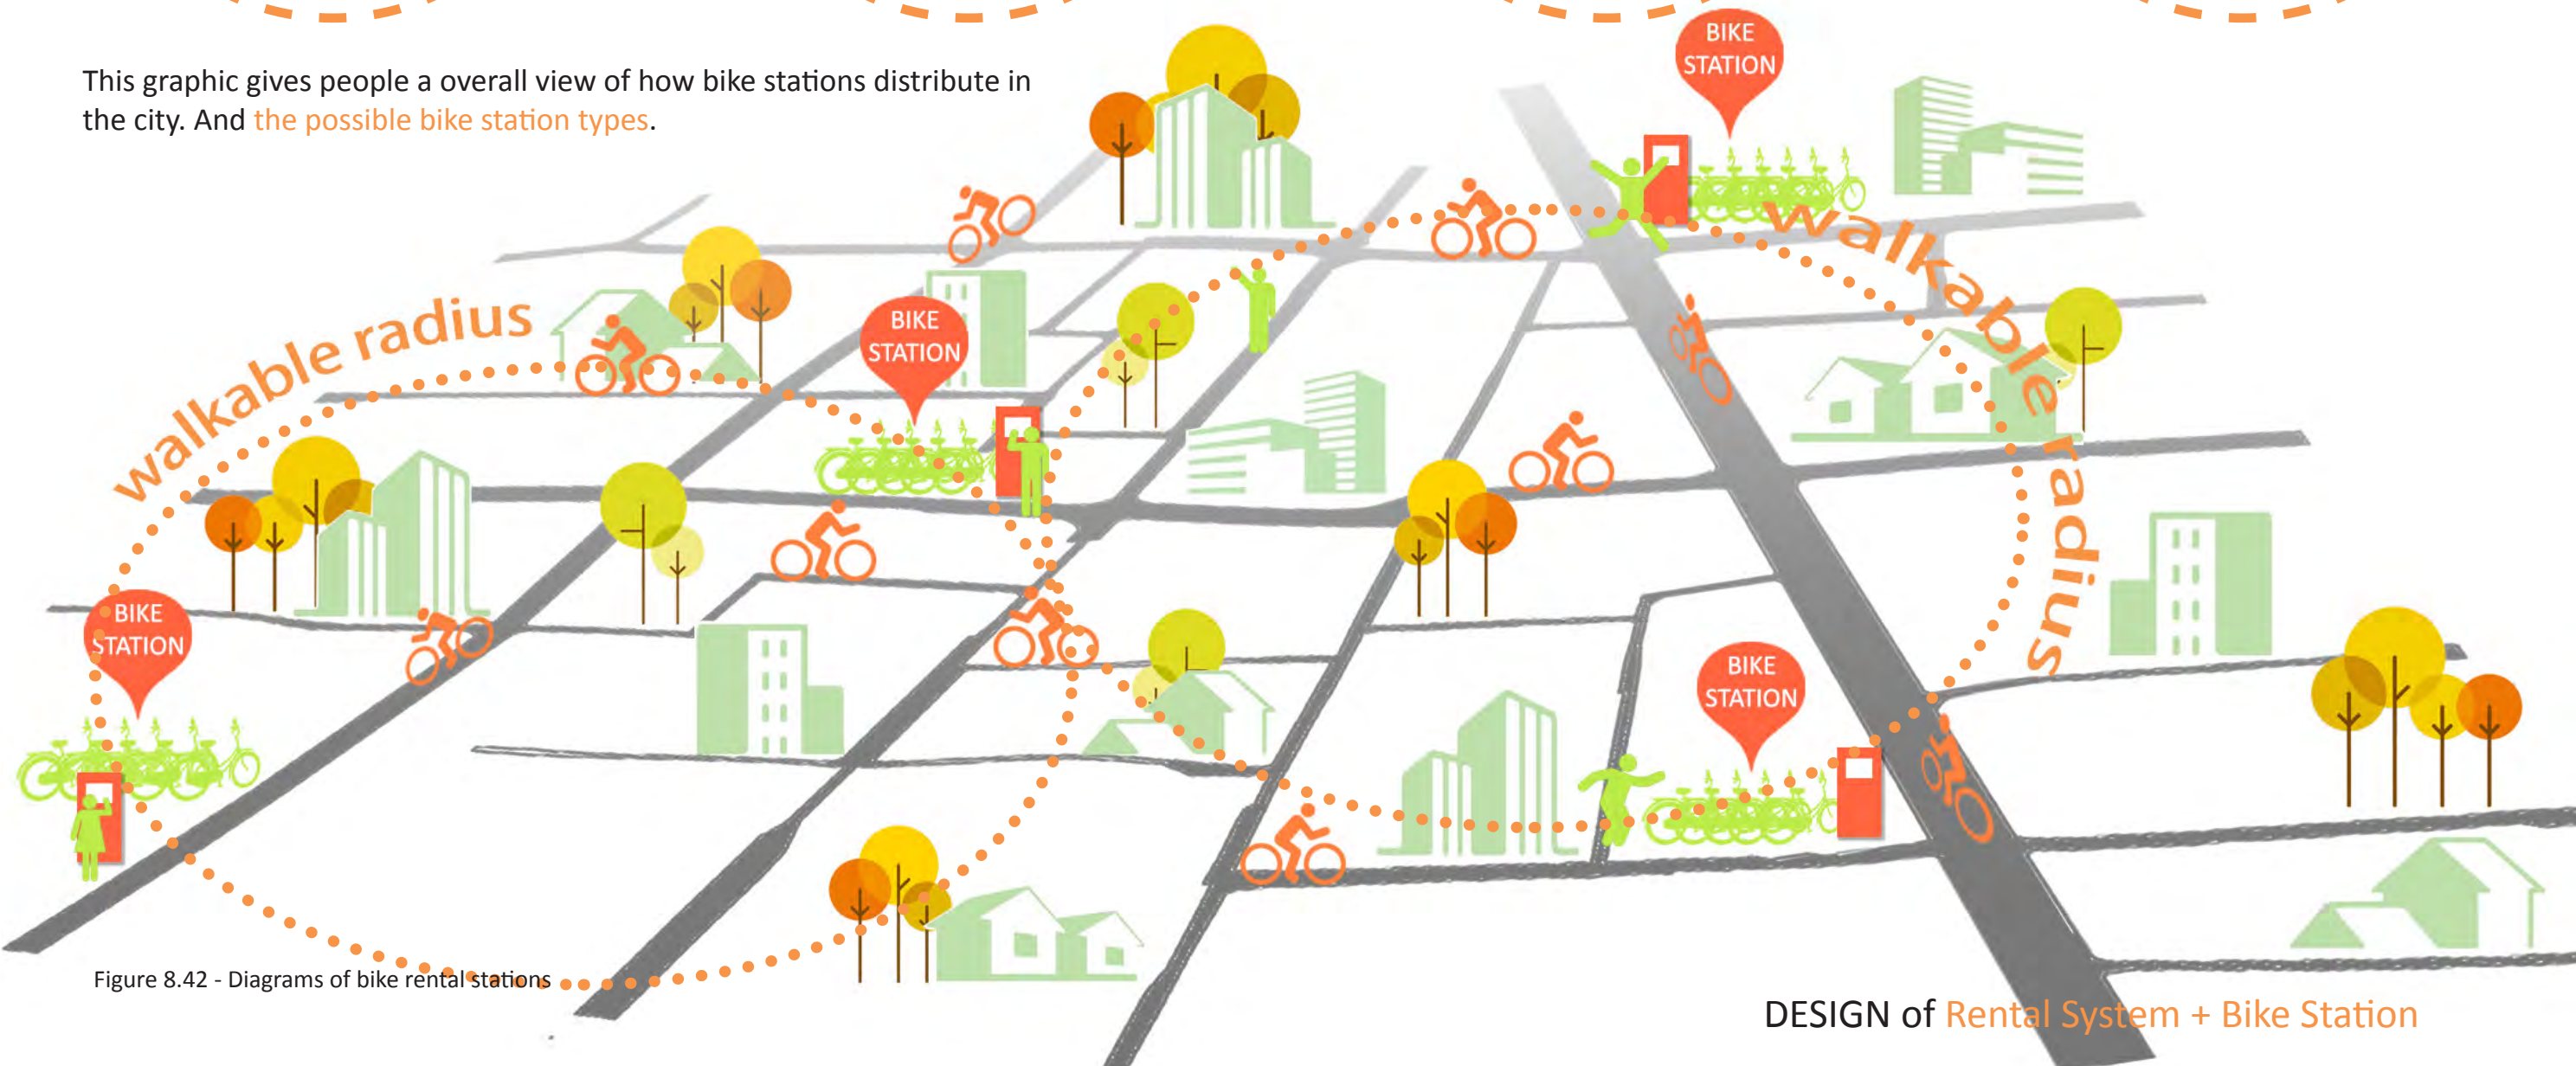 This graphic gives people a overall view of how bike stations distribute in
the city. And the possible bike station types.
BIKE
STATION
walkable radius
walkable radius
BIKE
STATION
BIKE
STATION
BIKE
STATION
Figure 8.42 - Diagrams of bike rental stations
DESIGN of Rental System + Bike Station